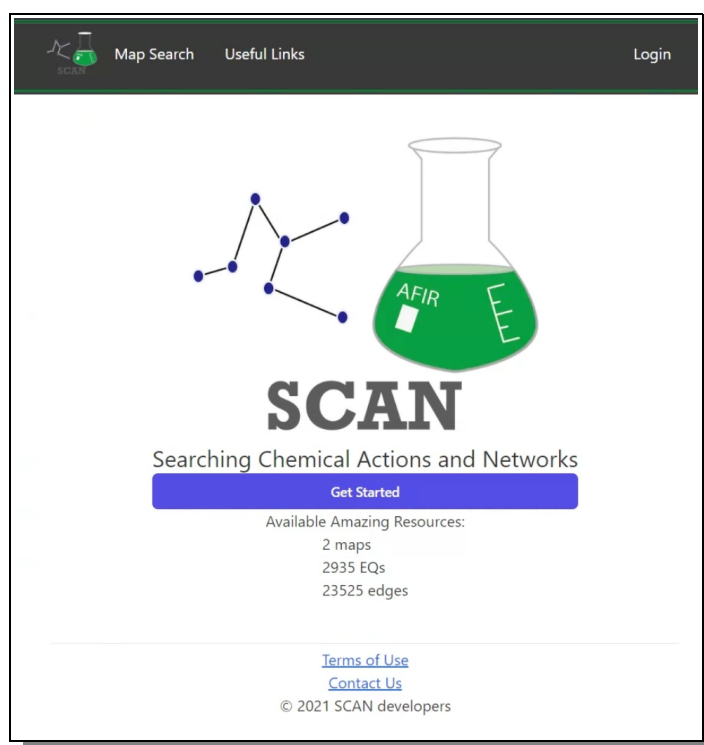 SCAN
Map Search
Useful Links
Login
AFIR
SCAN
Searching Chemical Actions and Networks
Get Started
Available Amazing Resources:
2 maps
2935 EQs
23525 edges
Terms of Use
Contact Us
© 2021 SCAN developers